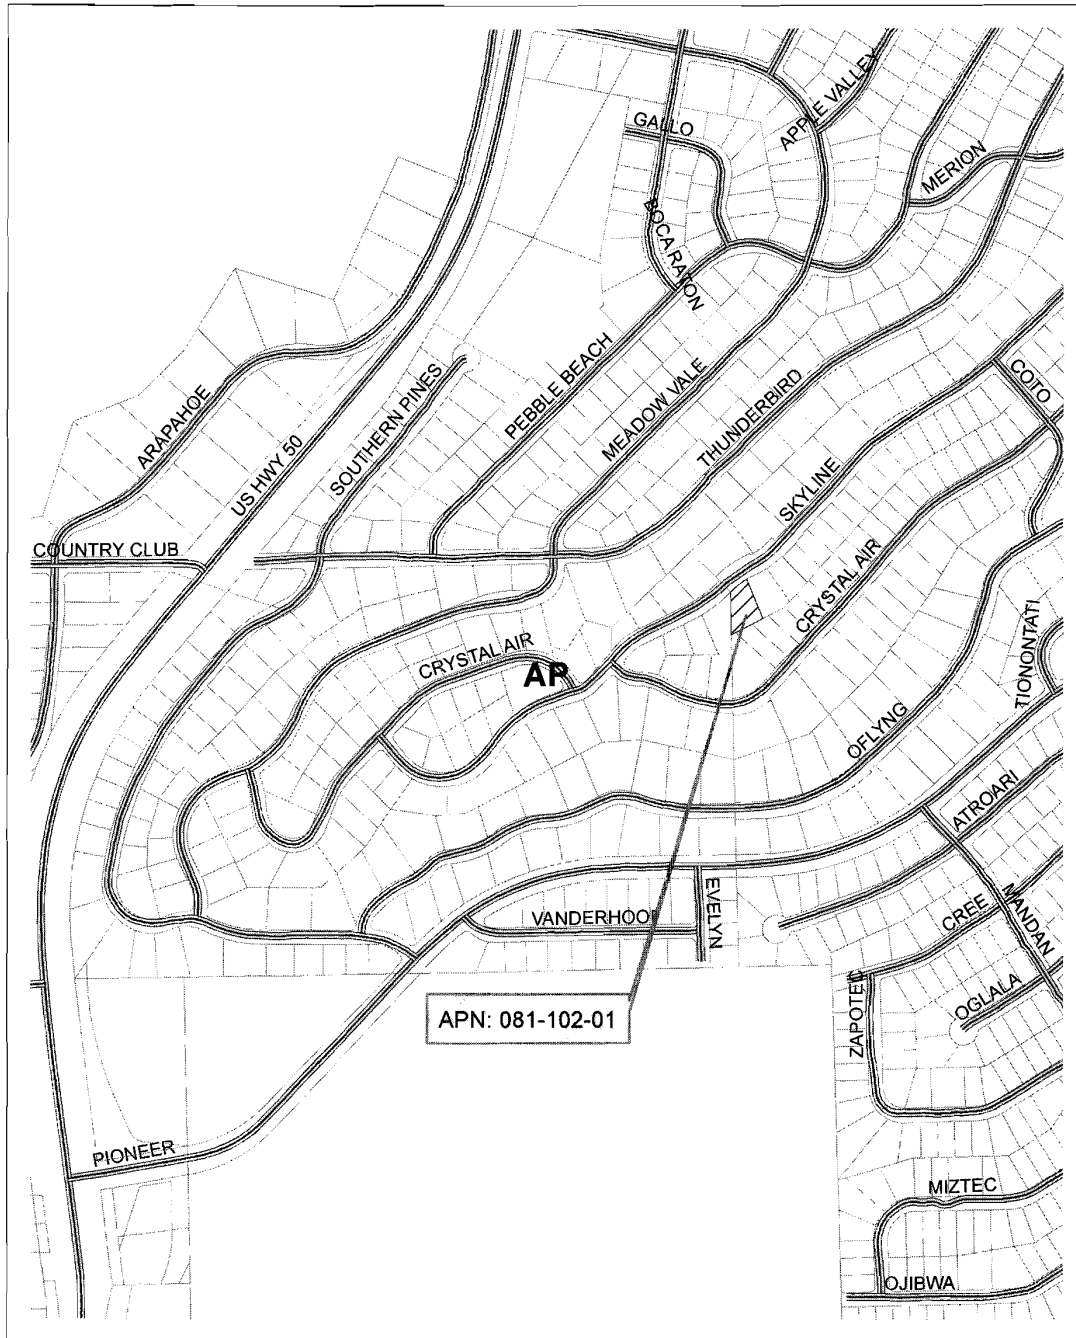 GALLO
APPLE VALLEY
MERION
BOCA RATON
PEBBLE BEACH
MEADOW VALE
THUNDERBIRD
COTO
ARAPAHOE
US HWY 50
SOUTHERN PINES
SKYLINE
COUNTRY CLUB
CRYSTAL AIR
CRYSTAL AIR
AP
TIONONTATI
OFLYNG
ATROARI
EVELYN
VANDERHOOF
CREE
MANDAN
ZAPOTEC
OGLALA
APN: 081-102-01
PIONEER
MIZTEC
OJIBWA